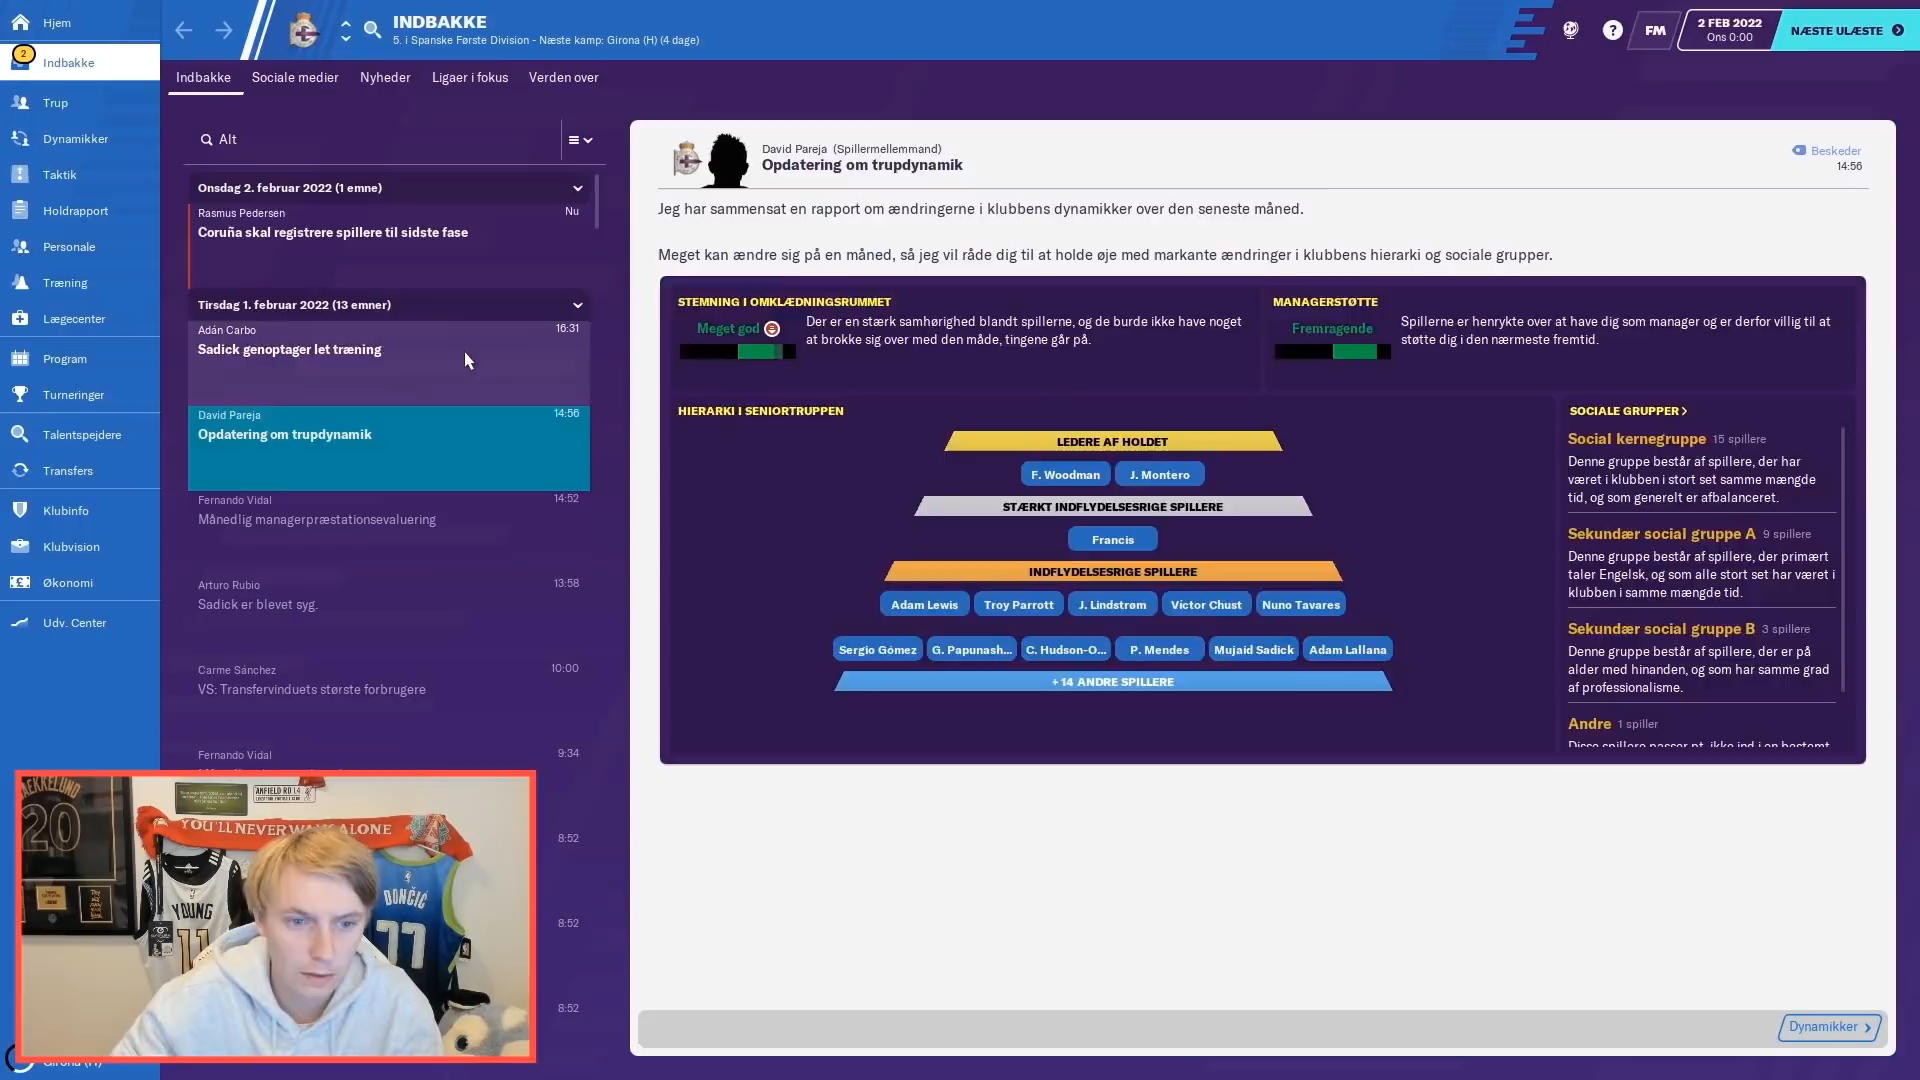 Hjem
2
Indbakke
Trup
Dynamikker
Taktik
Holdrapport
Personale
Træning
Lægecenter
Program
Turneringer
Talentspejdere
Transfers
Klubinfo
Klubvision
Økonomi
Udv. Center
INDBAKKE
5. i Spanske Første Division - Næste kamp: Girona (H) (4 dage)
?
FM
2 FEB 2022
Ons 0:00
NÆSTE ULÆSTE
Indbakke
Sociale medier
Nyheder
Ligaer i fokus
Verden over
Alt
Onsdag 2. februar 2022 (1 emne)
Rasmus Pedersen
Nu
Coruña skal registrere spillere til sidste fase
Tirsdag 1. februar 2022 (13 emner)
Adán Carbo
16:31
Sadick genoptager let træning
David Pareja
14:56
Opdatering om trupdynamik
Fernando Vidal
14:52
Månedlig managerpræstationsevaluering
Arturo Rubio
13:58
Sadick er blevet syg.
Carme Sánchez
10:00
VS: Transfervinduets største forbrugere
Fernando Vidal
9:34
8:52
8:52
8:52
David Pareja (Spillermellemmand)
Opdatering om trupdynamik
Beskeder
14:56
Jeg har sammensat en rapport om ændringerne i klubbens dynamikker over den seneste måned.
Meget kan ændre sig på en måned, så jeg vil råde dig til at holde øje med markante ændringer i klubbens hierarki og sociale grupper.
STEMNING I OMKLÆDNINGSRUMMET
Meget god
Der er en stærk samhørighed blandt spillerne, og de burde ikke have noget
at brokke sig over med den måde, tingene går på.
MANAGERSTØTTE
Fremragende
Spillerne er henrykte over at have dig som manager og er derfor villig til at
støtte dig i den nærmeste fremtid.
HIERARKI I SENIORTRUPPEN
LEDERE AF HOLDET
F. Woodman
J. Montero
STÆRKT INDFLYDELSESRIGE SPILLERE
Francis
INDFLYDELSESRIGE SPILLERE
Adam Lewis
Troy Parrott
J. Lindstrøm
Víctor Chust
Nuno Tavares
Sergio Gómez
G. Papunash...
C. Hudson-O...
P. Mendes
Mujaid Sadick
Adam Lallana
+ 14 ANDRE SPILLERE
SOCIALE GRUPPER >
Social kernegruppe 15 spillere
Denne gruppe består af spillere, der har
været i klubben i stort set samme mængde
tid, og som generelt er afbalanceret.
Sekundær social gruppe A 9 spillere
Denne gruppe består af spillere, der primært
taler Engelsk, og som alle stort set har været i
klubben i samme mængde tid.
Sekundær social gruppe B 3 spillere
Denne gruppe består af spillere, der er på
alder med hinanden, og som har samme grad
af professionalisme.
Andre 1 spiller
Disse spillere passer pt. ikke ind i en bestemt
Dynamikker >
20
ANFIELD RD L4
YOU'LL NEVER WALK ALONE
YOUNG
11
DONČIĆ
77
Girona (H)